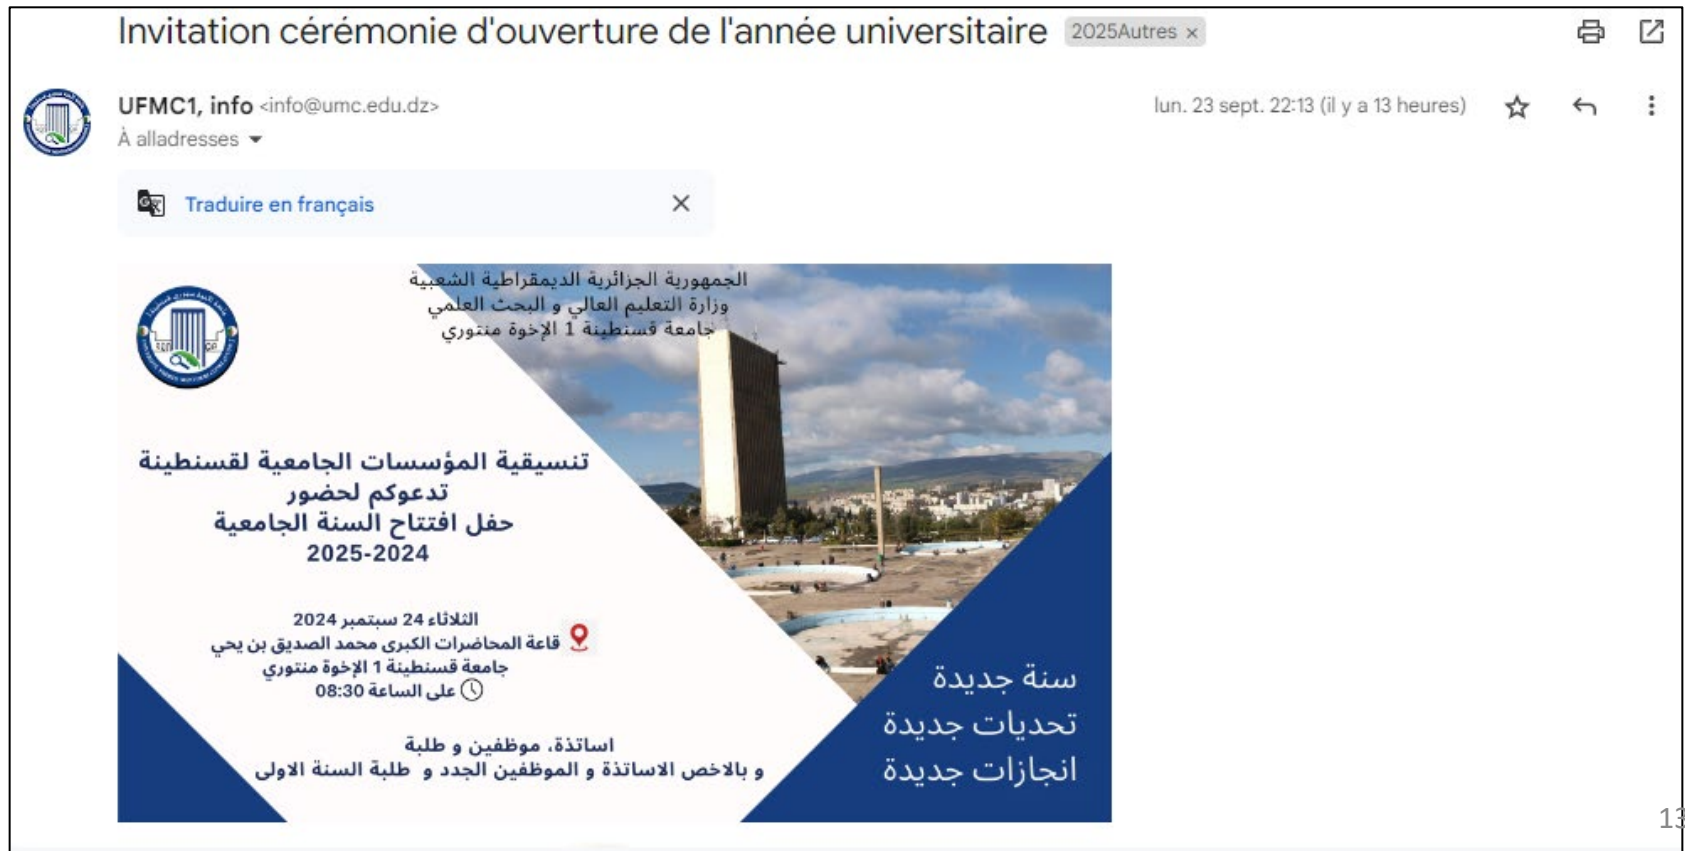 Invitation cérémonie d'ouverture de l'année universitaire 2025Autres ×
UFMC1, info <info@umc.edu.dz>
lun. 23 sept. 22:13 (il y a 13 heures)
À alladresses
Traduire en français
الجمهورية الجزائرية الديمقراطية الشعبية
وزارة التعليم العالي و البحث العلمي
جامعة قسنطينة 1 الإخوة منتوري
تنسيقية المؤسسات الجامعية لقسنطينة
تدعوكم لحضور
حفل افتتاح السنة الجامعية
2025-2024
الثلاثاء 24 سبتمبر 2024
قاعة المحاضرات الكبرى محمد الصديق بن يحي
جامعة قسنطينة 1 الإخوة منتوري
على الساعة 08:30
اساتذة، موظفين و طلبة
و بالاخص الاساتذة و الموظفين الجدد و طلبة السنة الاولى
سنة جديدة
تحديات جديدة
انجازات جديدة
13